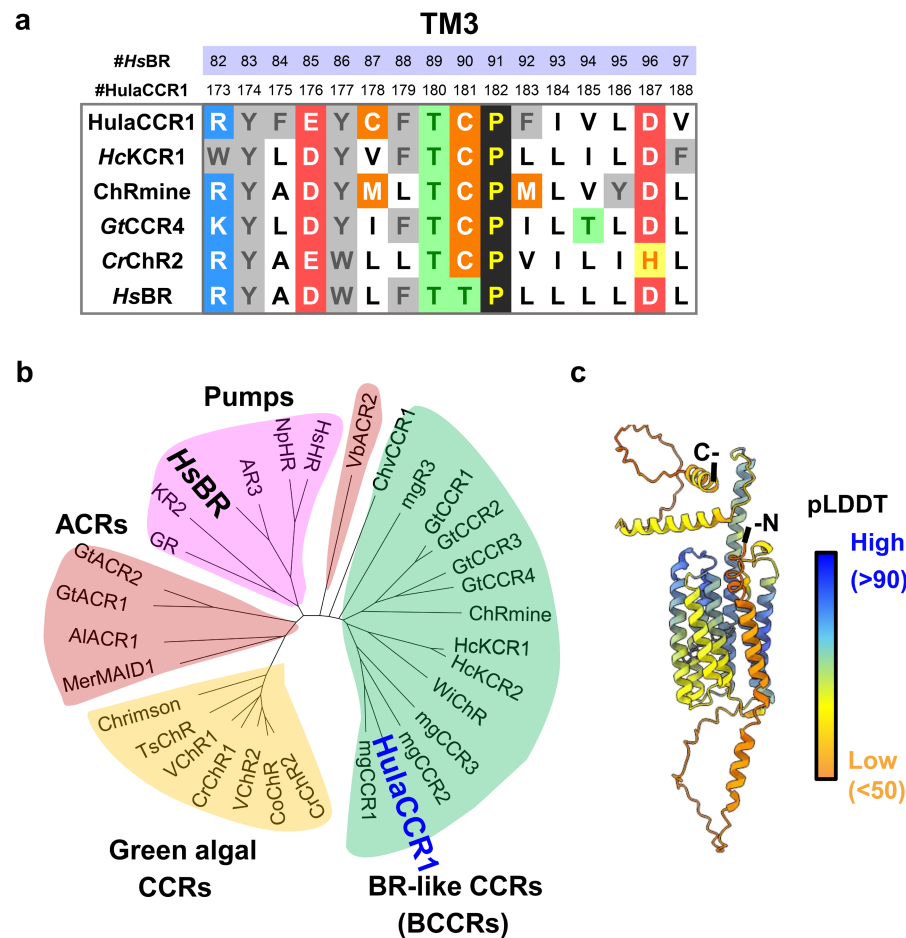 a
TM3
#HsBR 82 83 84 85 86 87 88 89 90 91 92 93 94 95 96 97
#HulaCCR1 173 174 175 176 177 178 179 180 181 182 183 184 185 186 187 188
HulaCCR1 R Y F E Y C F T C P F I V L D V
HcKCR1 W Y L D Y V F T C P L L I L D F
ChRmine R Y A D Y M L T C P M L V Y D L
GtCCR4 K Y L D Y I F T C P I L T L D L
CrChR2 R Y A E W L L T C P V I L I H L
HsBR R Y A D W L F T T P L L L L D L
b
Pumps
HsBR
KR2
GR
AR3
NpHR
HsHR
VbACR2
ChvCCR1
mgR3
GtCCR1
GtCCR2
GtCCR3
GtCCR4
ChRmine
HcKCR1
HcKCR2
WiChR
mgCCR3
mgCCR2
HulaCCR1
mgCCR1
BR-like CCRs
(BCCRs)
ACRs
GtACR2
GtACR1
AlACR1
MerMAID1
Chrimson
TsChR
VChR1
CrChR1
VChR2
CoChR
CrChR2
Green algal
CCRs
c
C-
-N
pLDDT
High
(>90)
Low
(<50)